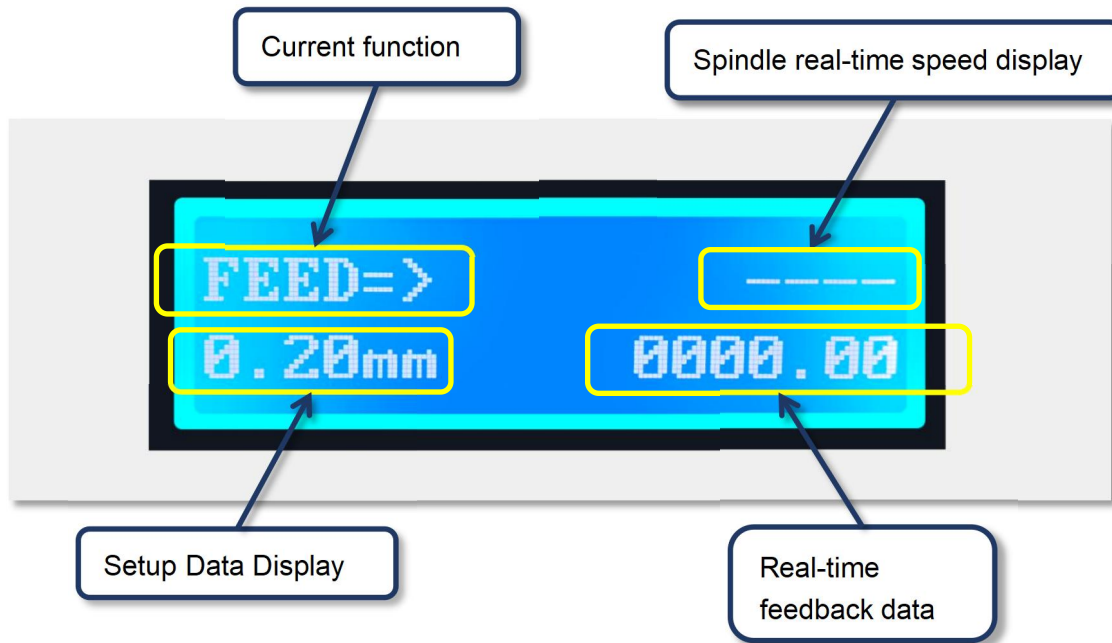 Current function
Spindle real-time speed display
FEED=>
----
0.20mm
0000.00
Setup Data Display
Real-time
feedback data